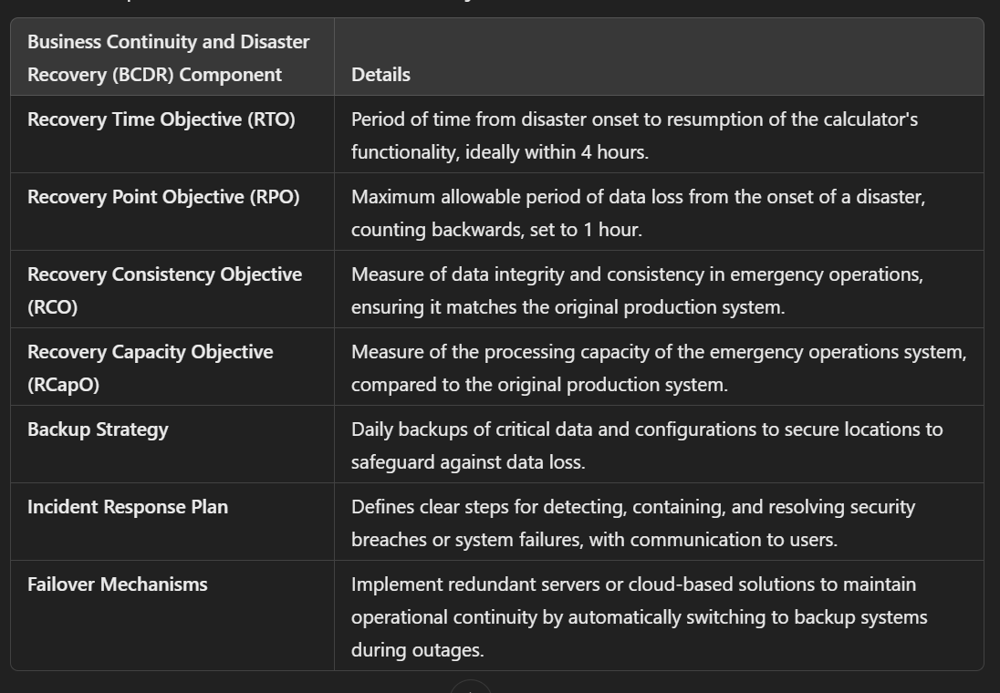 Business Continuity and Disaster
Recovery (BCDR) Component
Details
Recovery Time Objective (RTO)
Period of time from disaster onset to resumption of the calculator's
functionality, ideally within 4 hours.
Recovery Point Objective (RPO)
Maximum allowable period of data loss from the onset of a disaster,
counting backwards, set to 1 hour.
Recovery Consistency Objective
(RCO)
Measure of data integrity and consistency in emergency operations,
ensuring it matches the original production system.
Recovery Capacity Objective
(RCapO)
Measure of the processing capacity of the emergency operations system,
compared to the original production system.
Backup Strategy
Daily backups of critical data and configurations to secure locations to
safeguard against data loss.
Incident Response Plan
Defines clear steps for detecting, containing, and resolving security
breaches or system failures, with communication to users.
Failover Mechanisms
Implement redundant servers or cloud-based solutions to maintain
operational continuity by automatically switching to backup systems
during outages.